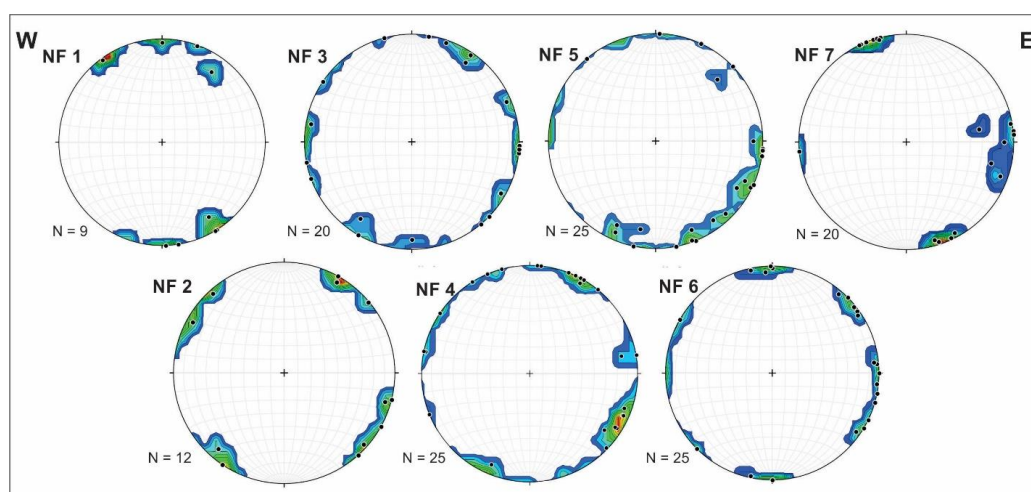 W
E
NF 1
NF 3
NF 5
NF 7
N = 9
N = 20
N = 25
N = 20
NF 2
NF 4
NF 6
N = 12
N = 25
N = 25